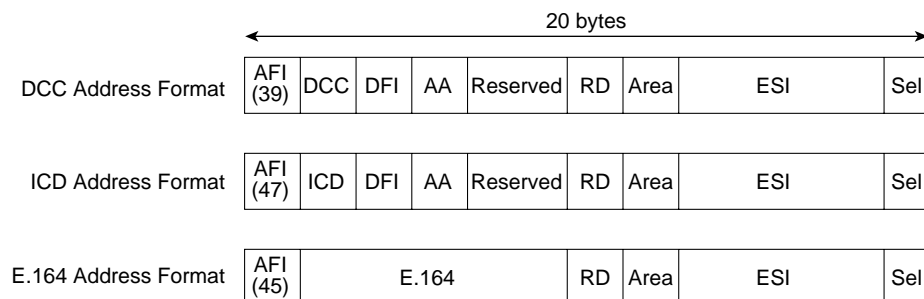 20 bytes
DCC Address Format AFI (39) DCC DFI AA Reserved RD Area ESI Sel
ICD Address Format AFI (47) ICD DFI AA Reserved RD Area ESI Sel
E.164 Address Format AFI (45) E.164 RD Area ESI Sel